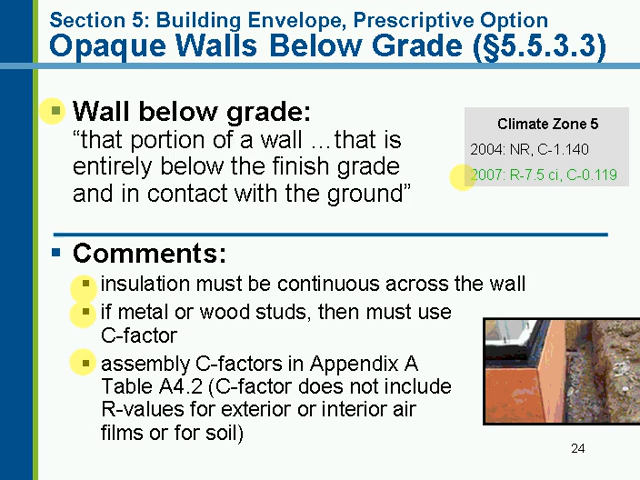 Section 5: Building Envelope, Prescriptive Option
Opaque Walls Below Grade (§5.5.3.3)
Wall below grade:
“that portion of a wall …that is
entirely below the finish grade
and in contact with the ground”
Climate Zone 5
2004: NR, C-1.140
2007: R-7.5 ci, C-0.119
Comments:
insulation must be continuous across the wall
if metal or wood studs, then must use
C-factor
assembly C-factors in Appendix A
Table A4.2 (C-factor does not include
R-values for exterior or interior air
films or for soil)
24